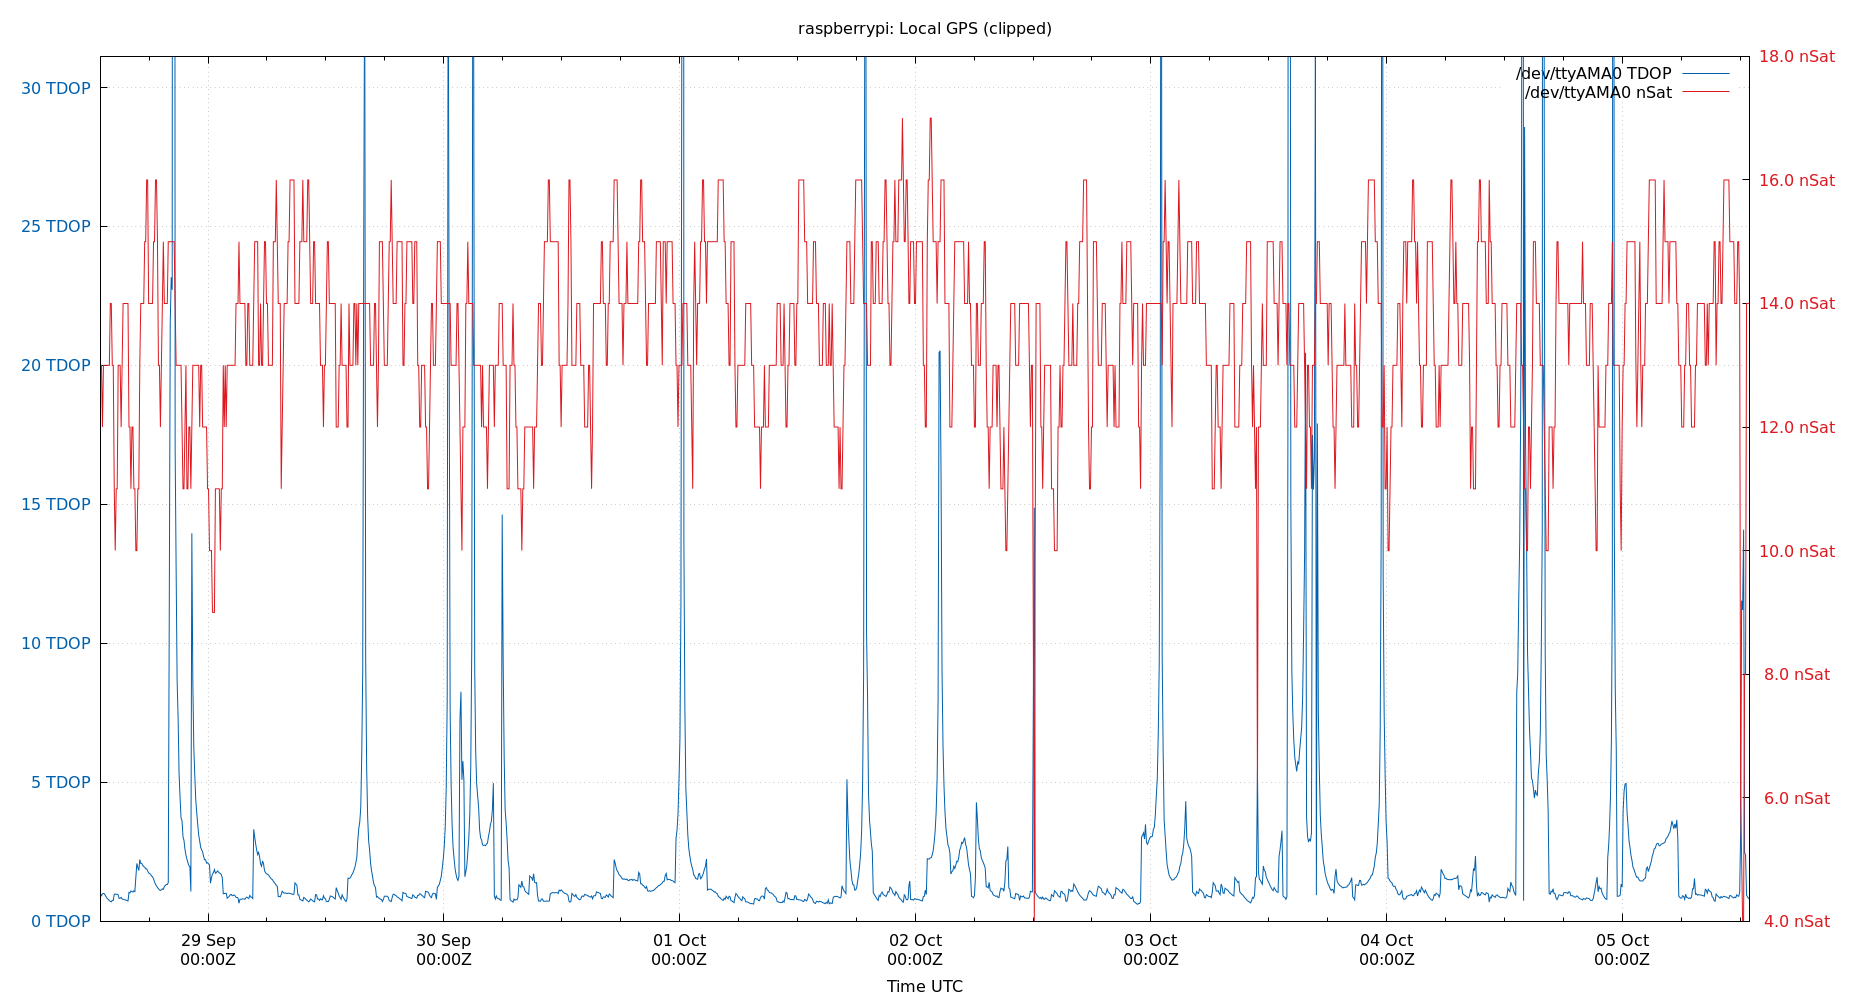 raspberrypi: Local GPS (clipped)
30 TDOP
25 TDOP
20 TDOP
15 TDOP
10 TDOP
5 TDOP
0 TDOP
18.0 nSat
16.0 nSat
14.0 nSat
12.0 nSat
10.0 nSat
8.0 nSat
6.0 nSat
4.0 nSat
/dev/ttyAMA0 TDOP
/dev/ttyAMA0 nSat
29 Sep 30 Sep 01 Oct 02 Oct 03 Oct 04 Oct 05 Oct
00:00Z 00:00Z 00:00Z 00:00Z 00:00Z 00:00Z 00:00Z
Time UTC